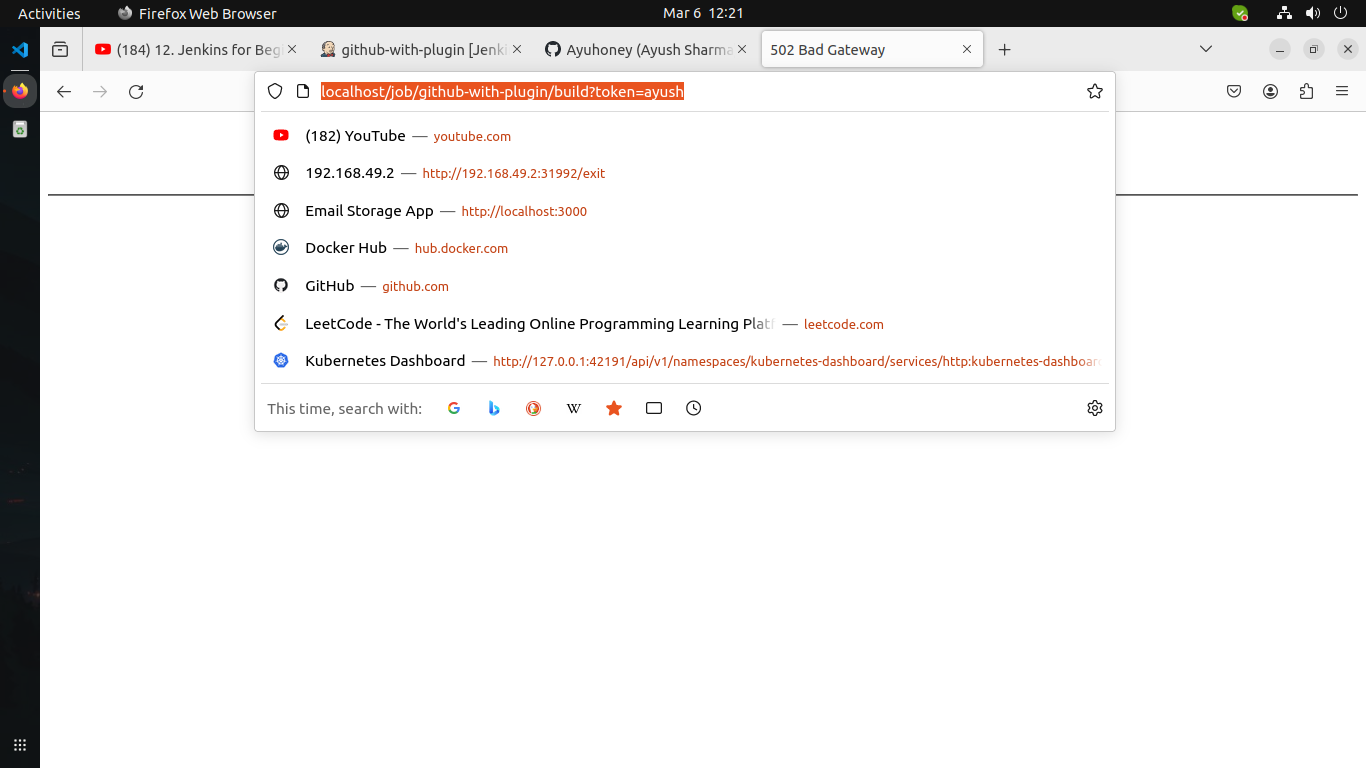 Activities Firefox Web Browser Mar 6 12:21
(184) 12. Jenkins for Beg github-with-plugin [Jenki Ayuhoney (Ayush Sharma 502 Bad Gateway
localhost/job/github-with-plugin/build?token=ayush
(182) YouTube — youtube.com
192.168.49.2 — http://192.168.49.2:31992/exit
Email Storage App — http://localhost:3000
Docker Hub — hub.docker.com
GitHub — github.com
LeetCode - The World's Leading Online Programming Learning Platf — leetcode.com
Kubernetes Dashboard — http://127.0.0.1:42191/api/v1/namespaces/kubernetes-dashboard/services/http:kubernetes-dashboard
This time, search with: G W